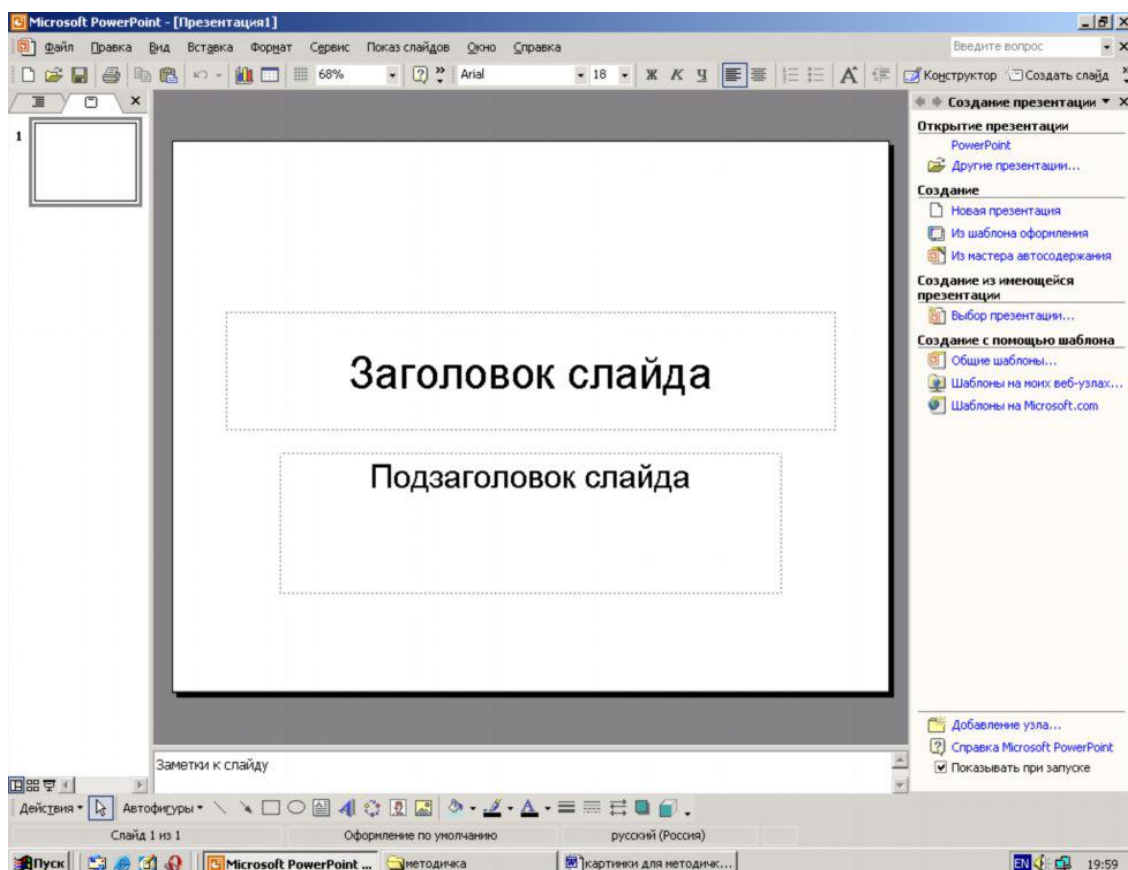 Microsoft PowerPoint - [Презентация1]
Файл Правка Вид Вставка Формат Сервис Показ слайдов Окно Справка Введите вопрос
68% Arial 18 Ж К Ч Конструктор Создать слайд
1
Создание презентации
Открытие презентации
PowerPoint
Другие презентации...
Создание
Новая презентация
Из шаблона оформления
Из мастера автосодержания
Создание из имеющейся
презентации
Выбор презентации...
Создание с помощью шаблона
Общие шаблоны...
Шаблоны на моих веб-узлах...
Шаблоны на Microsoft.com
Заголовок слайда
Подзаголовок слайда
Добавление узла...
Справка Microsoft PowerPoint
Показывать при запуске
Заметки к слайду
Действия Автофигуры
Слайд 1 из 1 Оформление по умолчанию русский (Россия)
Пуск Microsoft PowerPoint ... методичка картинки для методичк... EN 19:59